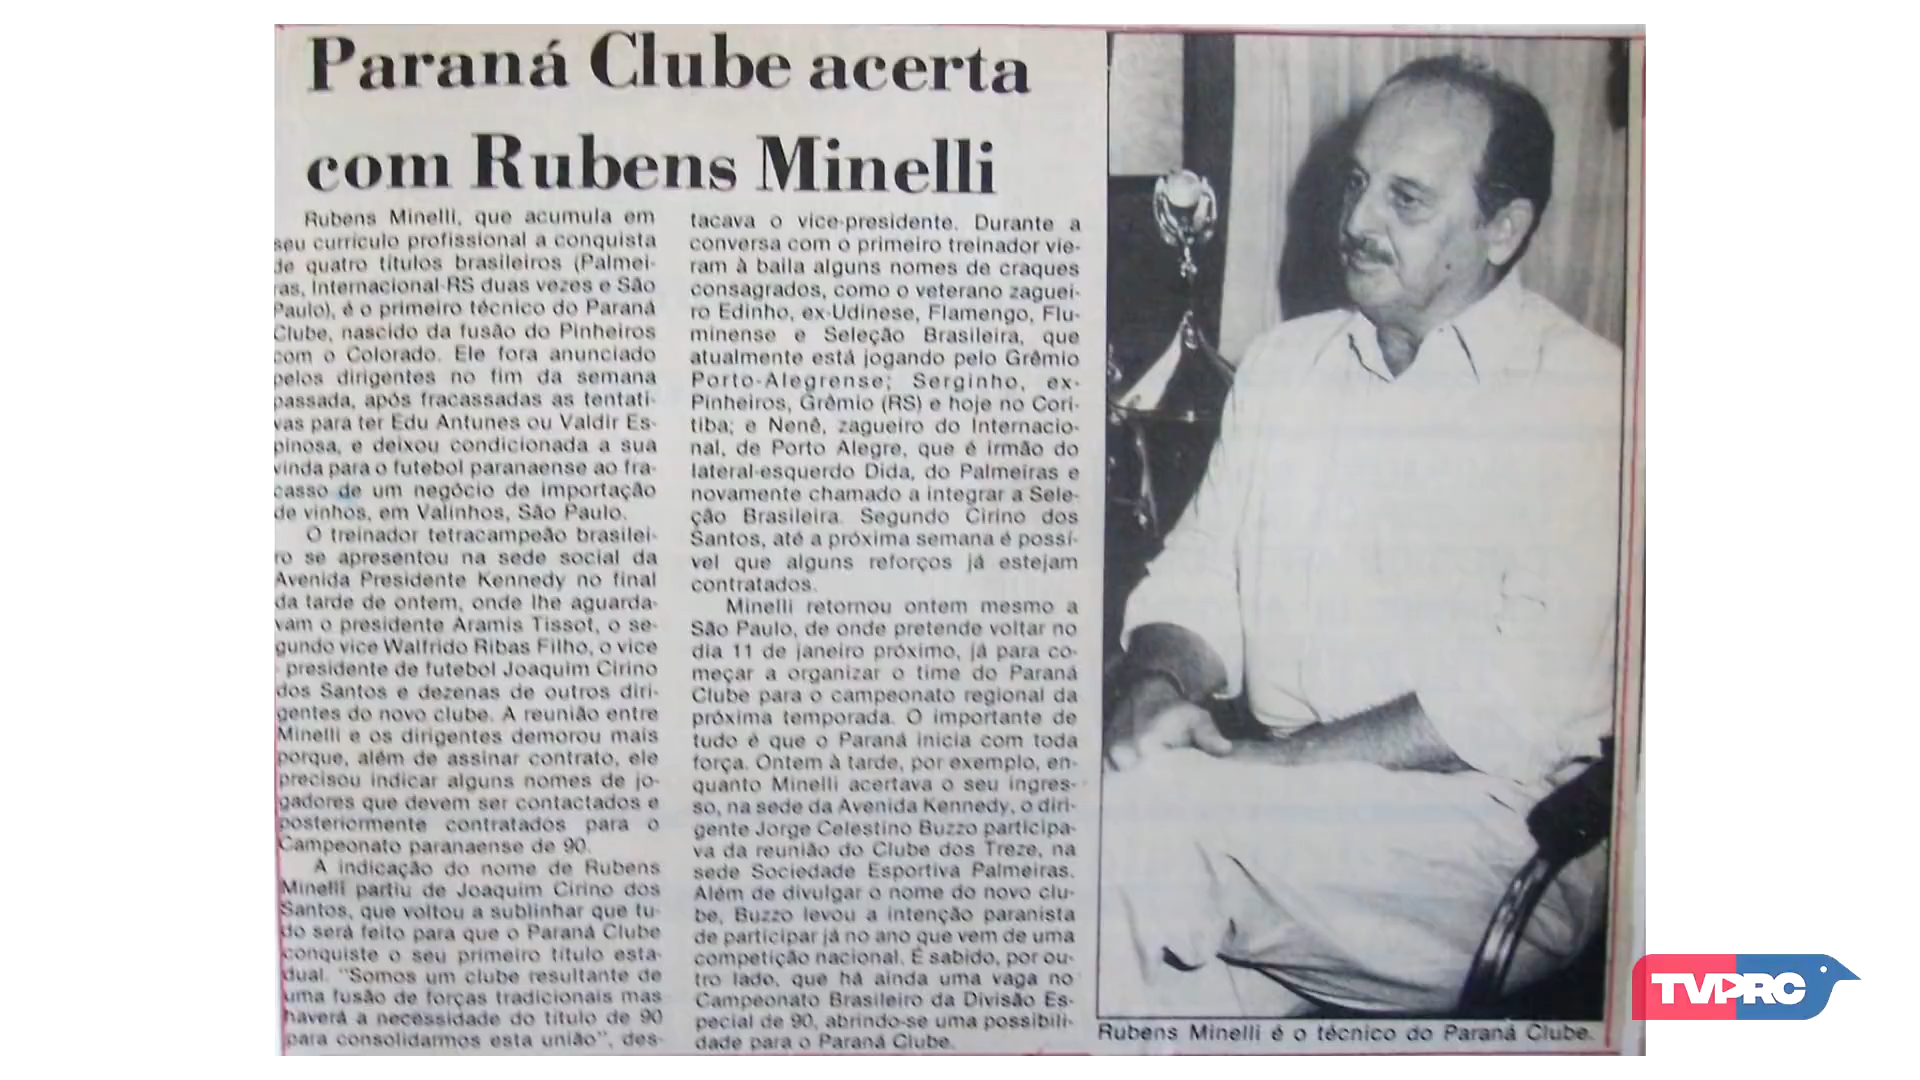 Paraná Clube acerta
com Rubens Minelli
Rubens Minelli, que acumula em
seu currículo profissional a conquista
de quatro títulos brasileiros (Palmei-
ras, Internacional-RS duas vezes e São
Paulo), é o primeiro técnico do Paraná
Clube, nascido da fusão do Pinheiros
com o Colorado. Ele fora anunciado
pelos dirigentes no fim da semana
passada, após fracassadas as tentati-
vas para ter Edu Antunes ou Valdir Es-
pinosa, e deixou condicionada a sua
vinda para o futebol paranaense ao fra-
casso de um negócio de importação
de vinhos, em Valinhos, São Paulo.
O treinador tetracampeão brasilei-
ro se apresentou na sede social da
Avenida Presidente Kennedy no final
da tarde de ontem, onde lhe aguarda-
vam o presidente Aramis Tissot, o se-
gundo vice Walfrido Ribas Filho, o vice
- presidente de futebol Joaquim Cirino
dos Santos e dezenas de outros diri-
gentes do novo clube. A reunião entre
Minelli e os dirigentes demorou mais
porque, além de assinar contrato, ele
precisou indicar alguns nomes de jo-
gadores que devem ser contactados e
posteriormente contratados para o
Campeonato paranaense de 90.
A indicação do nome de Rubens
Minelli partiu de Joaquim Cirino dos
Santos, que voltou a sublinhar que tu-
do será feito para que o Paraná Clube
conquiste o seu primeiro título esta-
dual. "Somos um clube resultante de
uma fusão de forças tradicionais mas
haverá a necessidade do título de 90
para consolidarmos esta união", des-
tacava o vice-presidente. Durante a
conversa com o primeiro treinador vie-
ram à baila alguns nomes de craques
consagrados, como o veterano zaguei-
ro Edinho, ex-Udinese, Flamengo, Flu-
minense e Seleção Brasileira, que
atualmente está jogando pelo Grêmio
Porto-Alegrense; Serginho, ex-
Pinheiros, Grêmio (RS) e hoje no Cori-
tiba; e Nenê, zagueiro do Internacio-
nal, de Porto Alegre, que é irmão do
lateral-esquerdo Dida, do Palmeiras e
novamente chamado a integrar a Sele-
ção Brasileira. Segundo Cirino dos
Santos, até a próxima semana é possí-
vel que alguns reforços já estejam
contratados.
Minelli retornou ontem mesmo a
São Paulo, de onde pretende voltar no
dia 11 de janeiro próximo, já para co-
meçar a organizar o time do Paraná
Clube para o campeonato regional da
próxima temporada. O importante de
tudo é que o Paraná inicia com toda
força. Ontem à tarde, por exemplo, en-
quanto Minelli acertava o seu ingres-
so, na sede da Avenida Kennedy, o diri-
gente Jorge Celestino Buzzo participa-
va da reunião do Clube dos Treze, na
sede Sociedade Esportiva Palmeiras.
Além de divulgar o nome do novo clu-
be, Buzzo levou a intenção paranista
de participar já no ano que vem de uma
competição nacional. É sabido, por ou-
tro lado, que há ainda uma vaga no
Campeonato Brasileiro da Divisão Es-
pecial de 90, abrindo-se uma possibili-
dade para o Paraná Clube.
Rubens Minelli é o técnico do Paraná Clube.
TVPRC